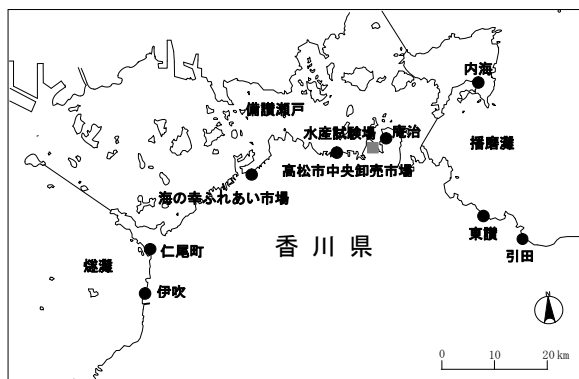 内海
備讃瀬戸
水産試験場
庵治
播磨灘
高松市中央卸売市場
海の幸ふれあい市場
東讃
香川県
仁尾町
引田
燧灘
伊吹
N
0 10 20 km